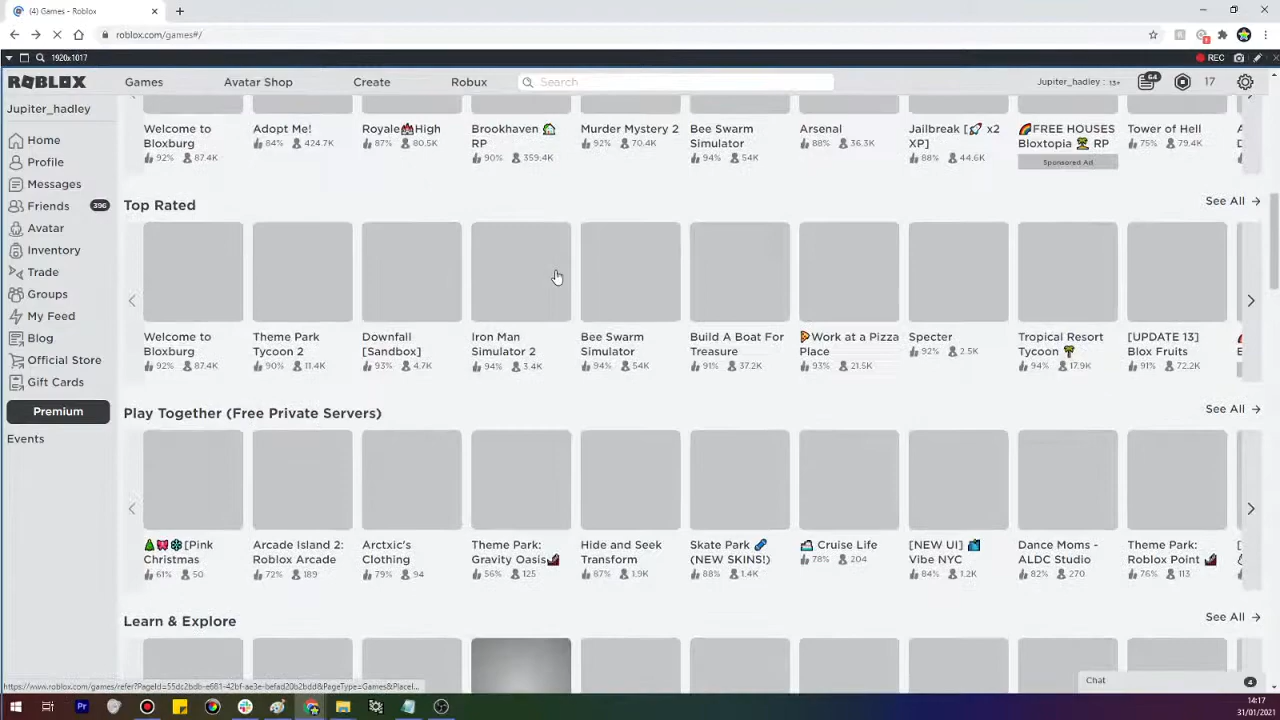 (4) Games - Roblox
roblox.com/games#/
1920x1017
REC
ROBLOX
Games
Avatar Shop
Create
Robux
Search
Jupiter_hadley : 13+
64
17
Jupiter_hadley
Home
Profile
Messages
Friends
396
Avatar
Inventory
Trade
Groups
My Feed
Blog
Official Store
Gift Cards
Premium
Events
Welcome to
Bloxburg
92% 87.4K
Adopt Me!
84% 424.7K
Royale🏰High
87% 80.5K
Brookhaven 🏡
RP
90% 359.4K
Murder Mystery 2
92% 70.4K
Bee Swarm
Simulator
94% 54K
Arsenal
88% 36.3K
Jailbreak [🚀 x2
XP]
88% 44.6K
🌈FREE HOUSES
Bloxtopia 🏝 RP
Sponsored Ad
Tower of Hell
75% 79.4K
Top Rated
See All →
Welcome to
Bloxburg
92% 87.4K
Theme Park
Tycoon 2
90% 11.4K
Downfall
[Sandbox]
93% 4.7K
Iron Man
Simulator 2
94% 3.4K
Bee Swarm
Simulator
94% 54K
Build A Boat For
Treasure
91% 37.2K
🍕Work at a Pizza
Place
93% 21.5K
Specter
92% 2.5K
Tropical Resort
Tycoon 🌴
94% 17.9K
[UPDATE 13]
Blox Fruits
91% 72.2K
Play Together (Free Private Servers)
See All →
🎄🎀❄[Pink
Christmas
61% 50
Arcade Island 2:
Roblox Arcade
72% 189
Arctxic's
Clothing
79% 94
Theme Park:
Gravity Oasis🎢
56% 125
Hide and Seek
Transform
67% 1.9K
Skate Park 🛹
(NEW SKINS!)
88% 1.4K
🛳 Cruise Life
78% 204
[NEW UI] 🏙
Vibe NYC
84% 1.2K
Dance Moms -
ALDC Studio
82% 270
Theme Park:
Roblox Point 🎢
76% 113
Learn & Explore
See All →
Chat
4
14:17
31/01/2021